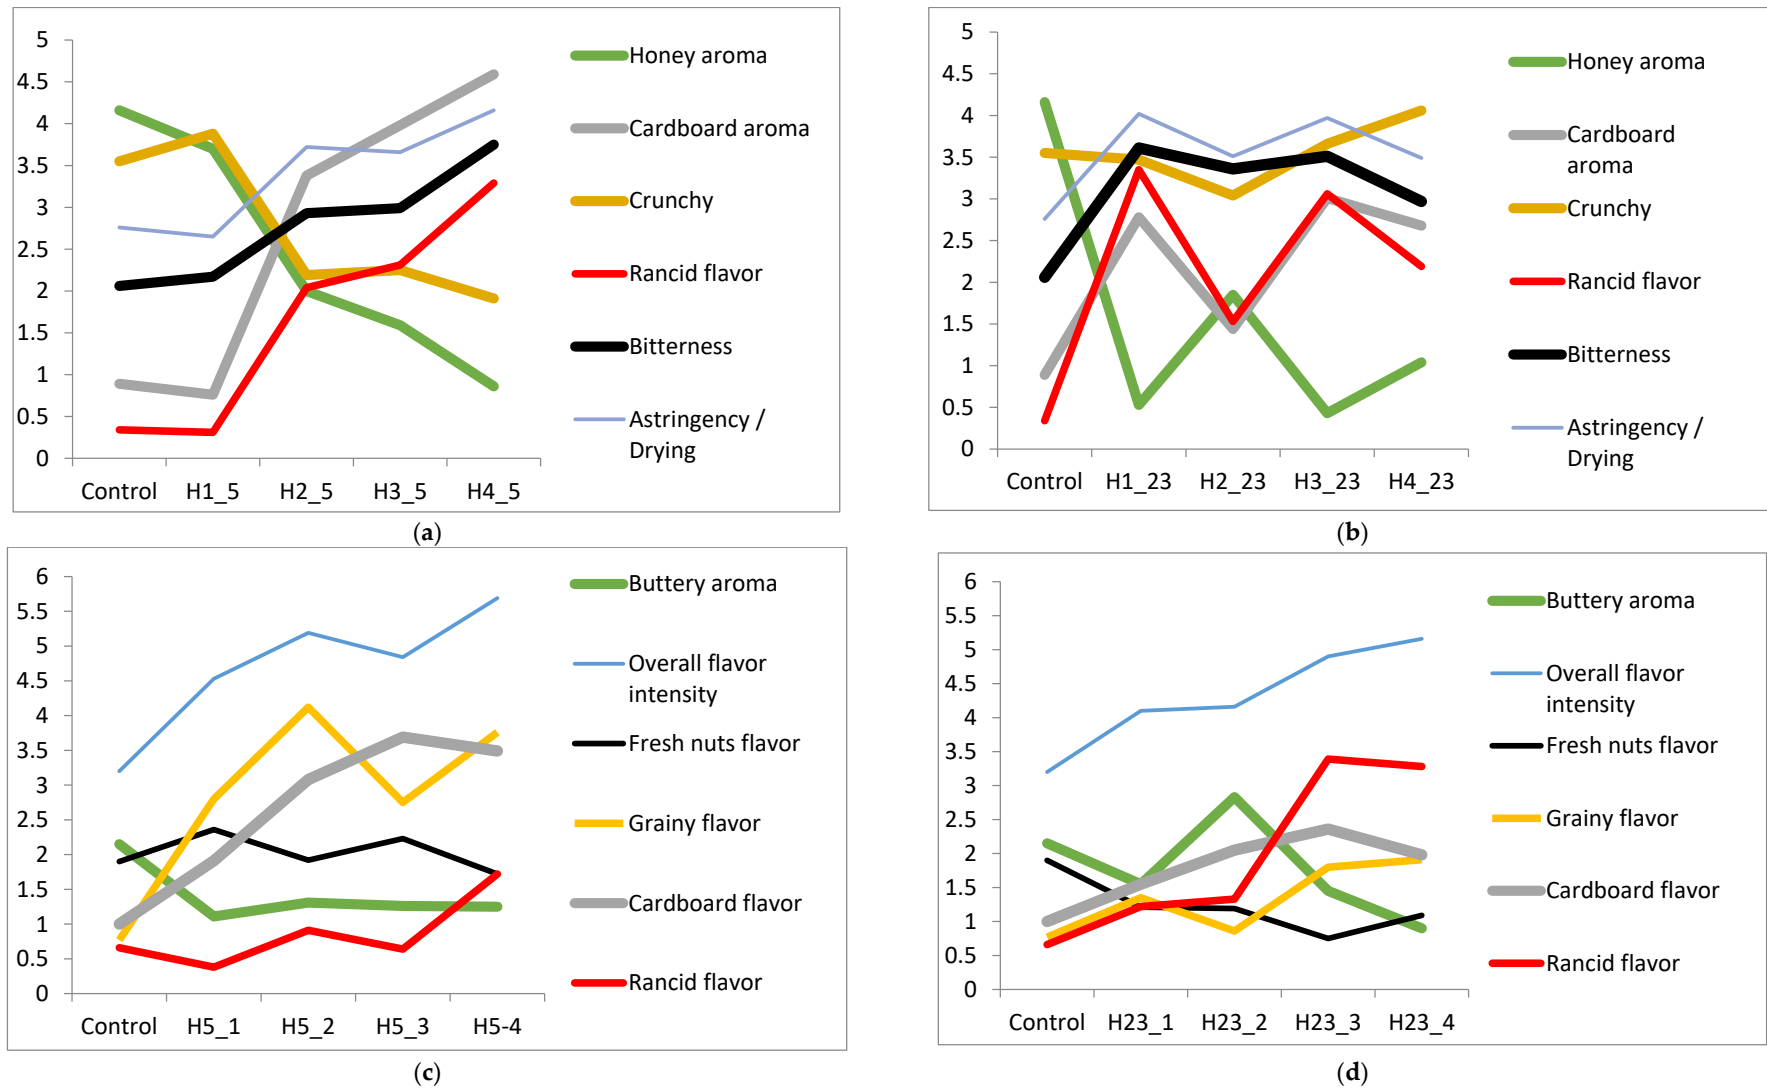 5
4.5
4
3.5
3
2.5
2
1.5
1
0.5
0
Control
H1_5
H2_5
H3_5
H4_5
Honey aroma
Cardboard aroma
Crunchy
Rancid flavor
Bitterness
Astringency /
Drying
(a)
5
4.5
4
3.5
3
2.5
2
1.5
1
0.5
0
Control
H1_23
H2_23
H3_23
H4_23
Honey aroma
Cardboard
aroma
Crunchy
Rancid flavor
Bitterness
Astringency /
Drying
(b)
6
5.5
5
4.5
4
3.5
3
2.5
2
1.5
1
0.5
0
Control
H5_1
H5_2
H5_3
H5-4
Buttery aroma
Overall flavor
intensity
Fresh nuts flavor
Grainy flavor
Cardboard flavor
Rancid flavor
(c)
6
5.5
5
4.5
4
3.5
3
2.5
2
1.5
1
0.5
0
Control
H23_1
H23_2
H23_3
H23_4
Buttery aroma
Overall flavor
intensity
Fresh nuts flavor
Grainy flavor
Cardboard flavor
Rancid flavor
(d)